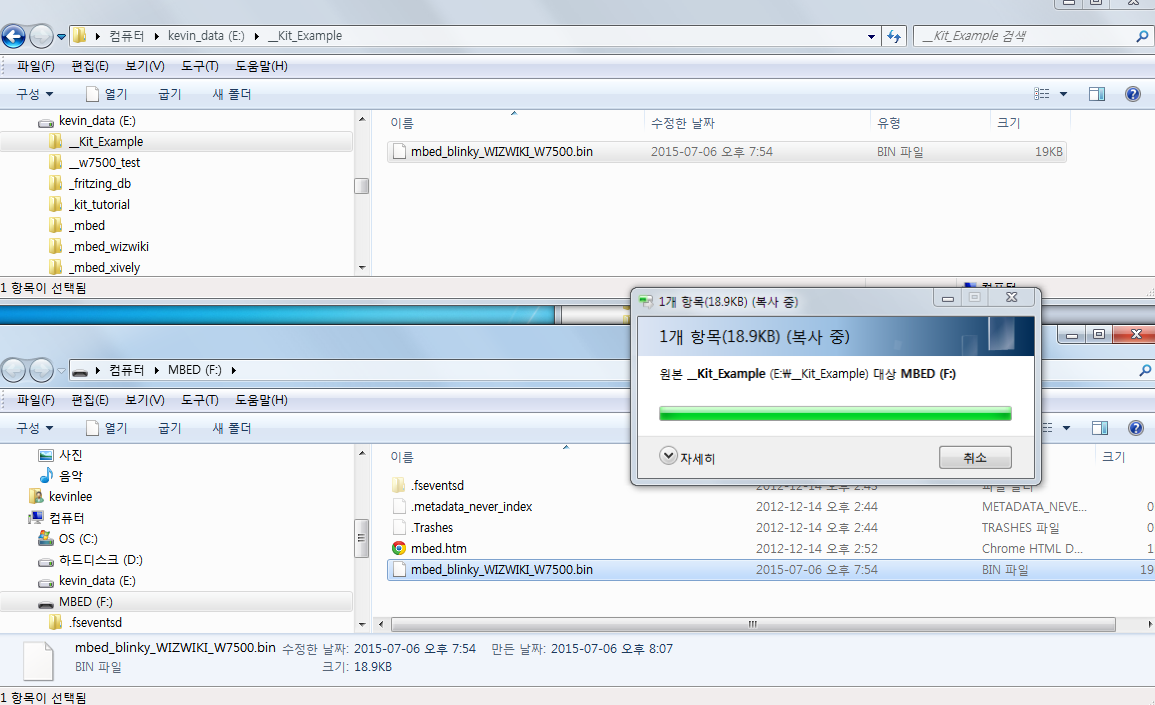 컴퓨터 kevin_data (E:) __Kit_Example __Kit_Example 검색
파일(F) 편집(E) 보기(V) 도구(T) 도움말(H)
구성 열기 굽기 새 폴더
kevin_data (E:)
__Kit_Example
__w7500_test
_fritzing_db
_kit_tutorial
_mbed
_mbed_wizwiki
_mbed_xively
이름 수정한 날짜 유형 크기
mbed_blinky_WIZWIKI_W7500.bin 2015-07-06 오후 7:54 BIN 파일 19KB
1 항목이 선택됨
컴퓨터
1개 항목(18.9KB) (복사 중)
1개 항목(18.9KB) (복사 중)
원본 __Kit_Example (E:₩__Kit_Example) 대상 MBED (F:)
자세히 취소
컴퓨터 MBED (F:)
파일(F) 편집(E) 보기(V) 도구(T) 도움말(H)
구성 열기 굽기 새 폴더
사진
음악
kevinlee
컴퓨터
OS (C:)
하드디스크 (D:)
kevin_data (E:)
MBED (F:)
.fseventsd
이름 크기
.fseventsd 2012-12-14 오후 2:43 파일 폴더
.metadata_never_index 2012-12-14 오후 2:44 METADATA_NEVE... 0
.Trashes 2012-12-14 오후 2:44 TRASHES 파일 0
mbed.htm 2012-12-14 오후 2:52 Chrome HTML D... 1
mbed_blinky_WIZWIKI_W7500.bin 2015-07-06 오후 7:54 BIN 파일 19
mbed_blinky_WIZWIKI_W7500.bin 수정한 날짜: 2015-07-06 오후 7:54 만든 날짜: 2015-07-06 오후 8:07
BIN 파일 크기: 18.9KB
1 항목이 선택됨